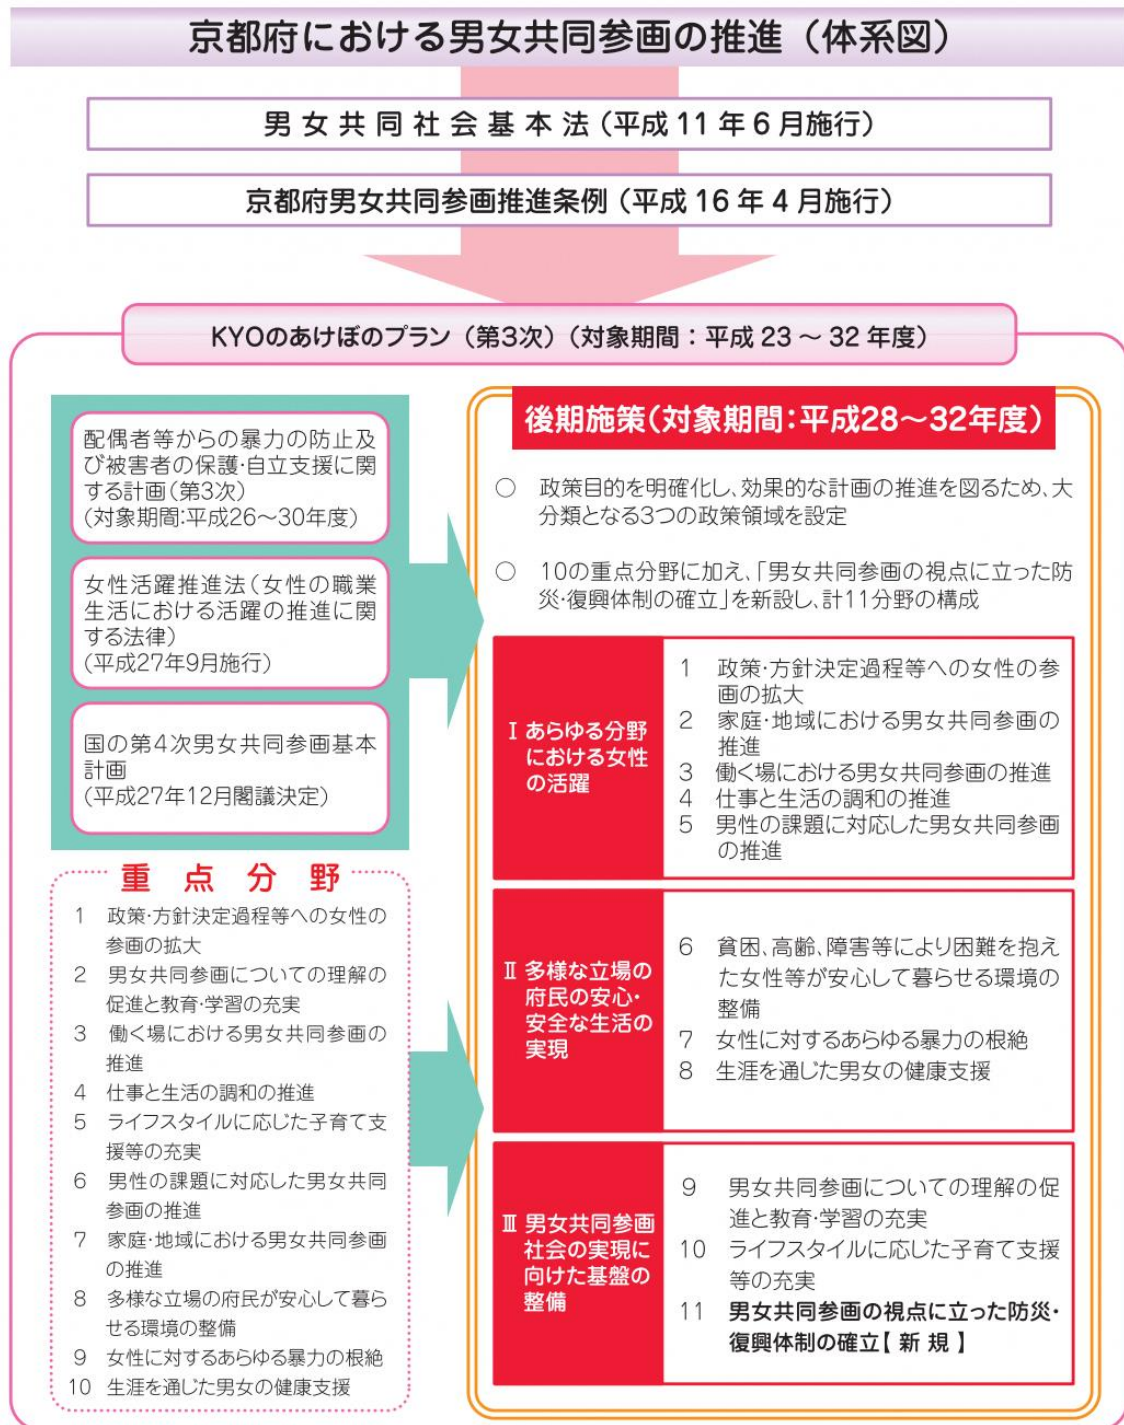 京都府における男女共同参画の推進（体系図）
男女共同社会基本法（平成11年6月施行）
京都府男女共同参画推進条例（平成16年4月施行）
KYOのあけぼのプラン（第3次）（対象期間：平成23～32年度）
配偶者等からの暴力の防止及
び被害者の保護・自立支援に関
する計画（第3次）
（対象期間:平成26～30年度）
女性活躍推進法（女性の職業
生活における活躍の推進に関
する法律）
（平成27年9月施行）
国の第4次男女共同参画基本
計画
（平成27年12月閣議決定）
重点分野
1 政策・方針決定過程等への女性の
参画の拡大
2 男女共同参画についての理解の
促進と教育・学習の充実
3 働く場における男女共同参画の
推進
4 仕事と生活の調和の推進
5 ライフスタイルに応じた子育て支
援等の充実
6 男性の課題に対応した男女共同
参画の推進
7 家庭・地域における男女共同参画
の推進
8 多様な立場の府民が安心して暮ら
せる環境の整備
9 女性に対するあらゆる暴力の根絶
10 生涯を通じた男女の健康支援
後期施策（対象期間：平成28～32年度）
○ 政策目的を明確化し、効果的な計画の推進を図るため、大
分類となる3つの政策領域を設定
○ 10の重点分野に加え、「男女共同参画の視点に立った防
災・復興体制の確立」を新設し、計11分野の構成
Ⅰ あらゆる分野
における女性
の活躍
1 政策・方針決定過程等への女性の参
画の拡大
2 家庭・地域における男女共同参画の
推進
3 働く場における男女共同参画の推進
4 仕事と生活の調和の推進
5 男性の課題に対応した男女共同参画
の推進
Ⅱ 多様な立場の
府民の安心・
安全な生活の
実現
6 貧困、高齢、障害等により困難を抱え
た女性等が安心して暮らせる環境の
整備
7 女性に対するあらゆる暴力の根絶
8 生涯を通じた男女の健康支援
Ⅲ 男女共同参画
社会の実現に
向けた基盤の
整備
9 男女共同参画についての理解の促
進と教育・学習の充実
10 ライフスタイルに応じた子育て支援
等の充実
11 男女共同参画の視点に立った防災・
復興体制の確立【新規】